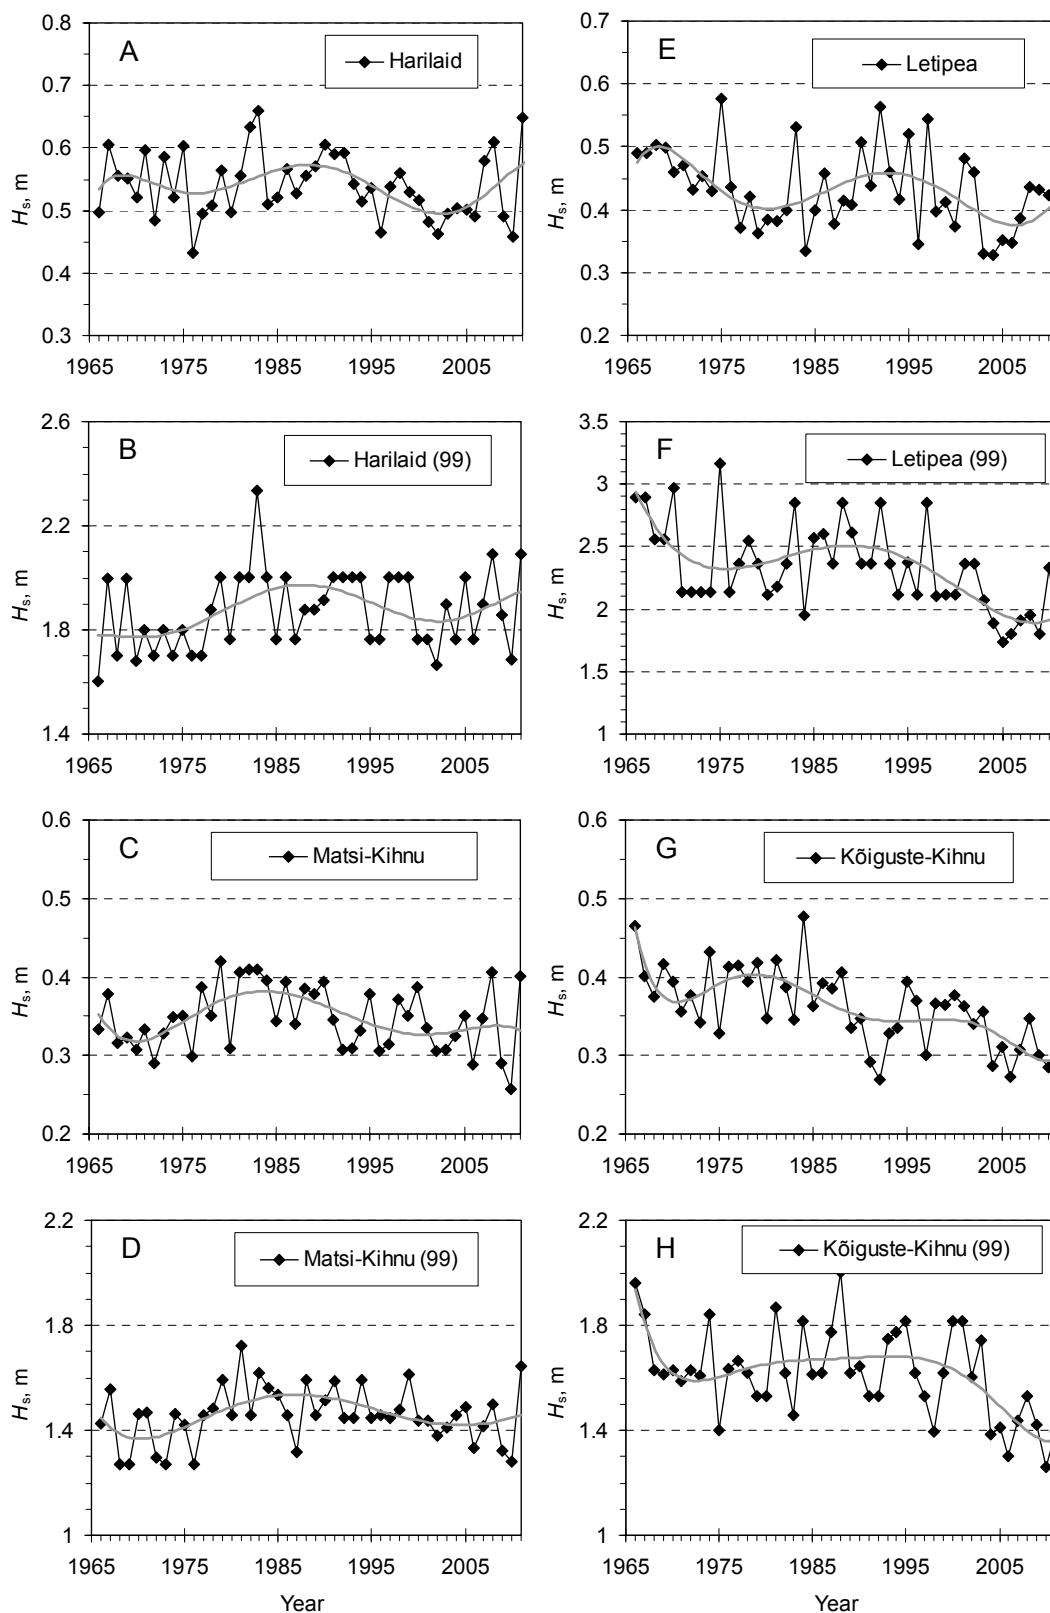 A
Harilaid
0.8
0.7
0.6
0.5
0.4
0.3
Hs, m
1965 1975 1985 1995 2005
E
Letipea
0.7
0.6
0.5
0.4
0.3
0.2
Hs, m
1965 1975 1985 1995 2005
B
Harilaid (99)
2.6
2.2
1.8
1.4
Hs, m
1965 1975 1985 1995 2005
F
Letipea (99)
3.5
3
2.5
2
1.5
1
Hs, m
1965 1975 1985 1995 2005
C
Matsi-Kihnu
0.6
0.5
0.4
0.3
0.2
Hs, m
1965 1975 1985 1995 2005
G
Kõiguste-Kihnu
0.6
0.5
0.4
0.3
0.2
Hs, m
1965 1975 1985 1995 2005
D
Matsi-Kihnu (99)
2.2
1.8
1.4
1
Hs, m
1965 1975 1985 1995 2005
Year
H
Kõiguste-Kihnu (99)
2.2
1.8
1.4
1
Hs, m
1965 1975 1985 1995 2005
Year